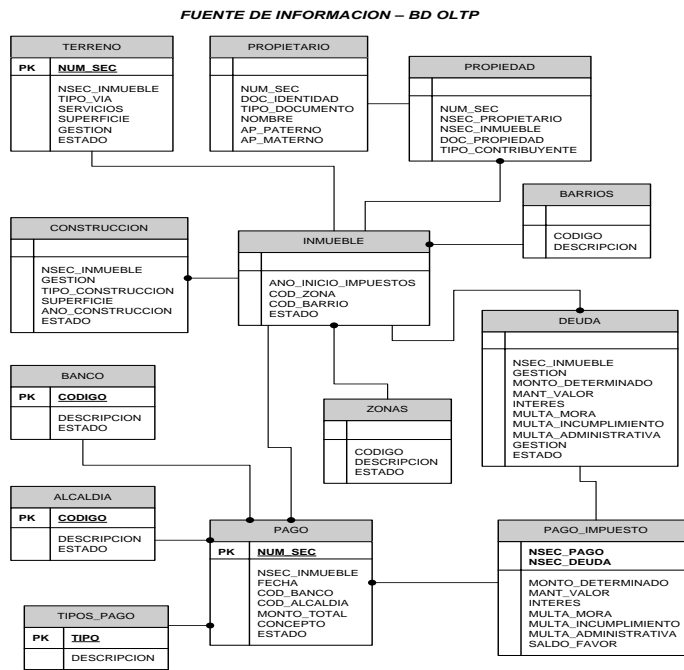 FUENTE DE INFORMACION – BD OLTP
TERRENO
PK NUM_SEC
NSEC_INMUEBLE
TIPO_VIA
SERVICIOS
SUPERFICIE
GESTION
ESTADO
PROPIETARIO
NUM_SEC
DOC_IDENTIDAD
TIPO_DOCUMENTO
NOMBRE
AP_PATERNO
AP_MATERNO
PROPIEDAD
NUM_SEC
NSEC_PROPIETARIO
NSEC_INMUEBLE
DOC_PROPIEDAD
TIPO_CONTRIBUYENTE
BARRIOS
CODIGO
DESCRIPCION
CONSTRUCCION
NSEC_INMUEBLE
GESTION
TIPO_CONSTRUCCION
SUPERFICIE
ANO_CONSTRUCCION
ESTADO
INMUEBLE
ANO_INICIO_IMPUESTOS
COD_ZONA
COD_BARRIO
ESTADO
DEUDA
NSEC_INMUEBLE
GESTION
MONTO_DETERMINADO
MANT_VALOR
INTERES
MULTA_MORA
MULTA_INCUMPLIMIENTO
MULTA_ADMINISTRATIVA
GESTION
ESTADO
BANCO
PK CODIGO
DESCRIPCION
ESTADO
ZONAS
CODIGO
DESCRIPCION
ESTADO
ALCALDIA
PK CODIGO
DESCRIPCION
ESTADO
PAGO
PK NUM_SEC
NSEC_INMUEBLE
FECHA
COD_BANCO
COD_ALCALDIA
MONTO_TOTAL
CONCEPTO
ESTADO
PAGO_IMPUESTO
NSEC_PAGO
NSEC_DEUDA
MONTO_DETERMINADO
MANT_VALOR
INTERES
MULTA_MORA
MULTA_INCUMPLIMIENTO
MULTA_ADMINISTRATIVA
SALDO_FAVOR
TIPOS_PAGO
PK TIPO
DESCRIPCION